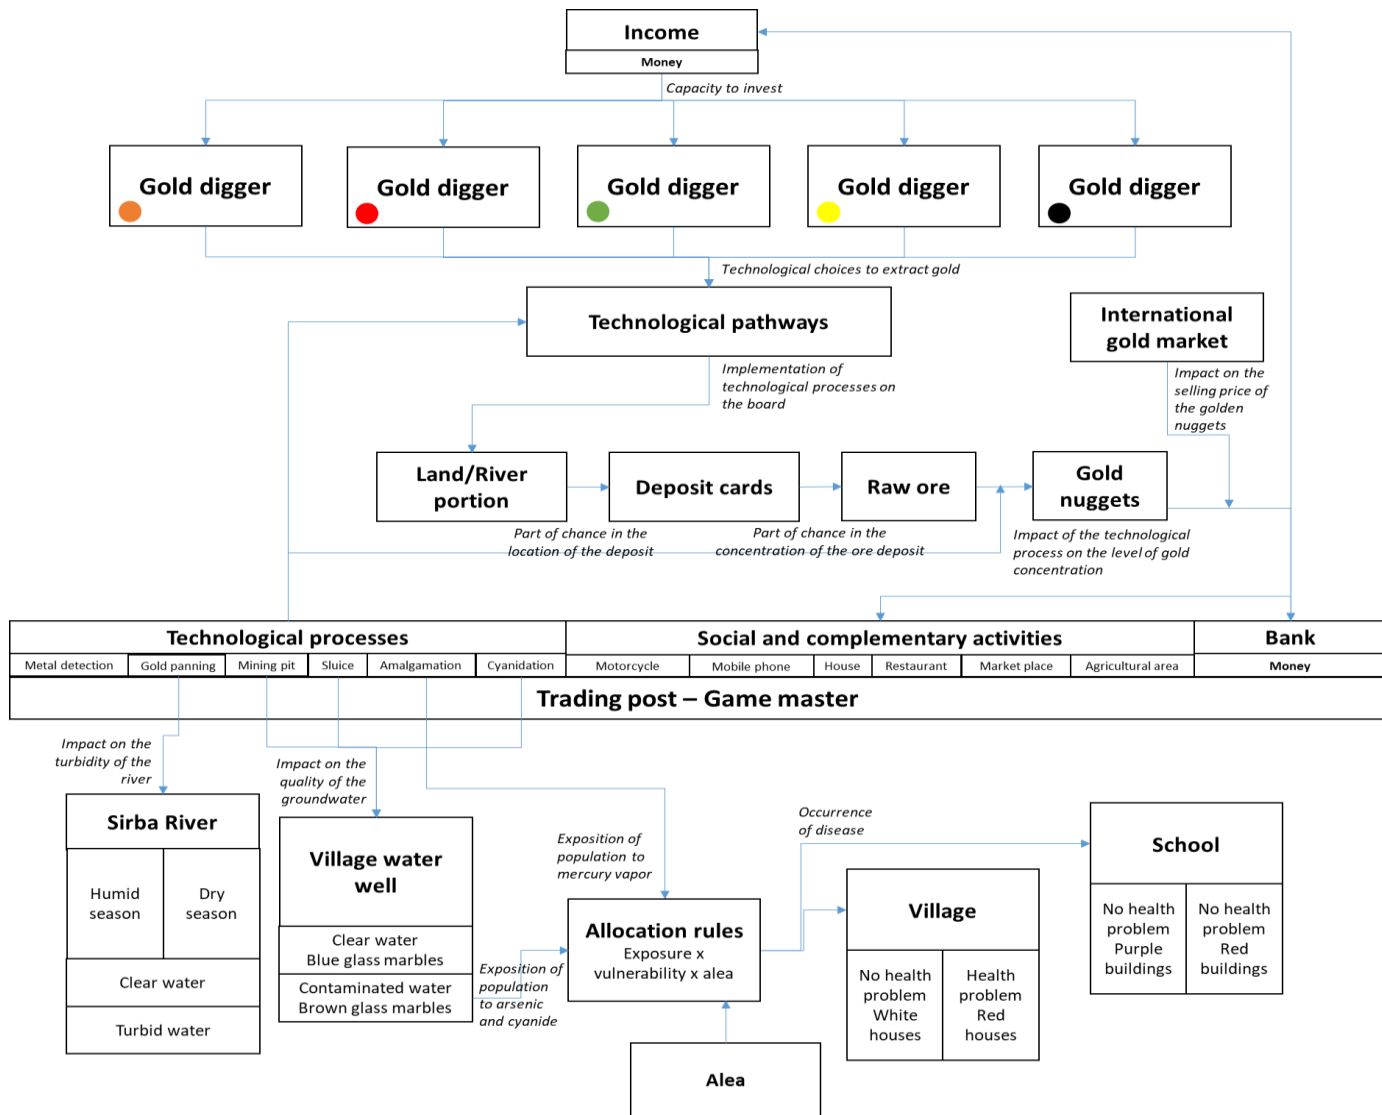 Income
Money
Capacity to invest
Gold digger
Gold digger
Gold digger
Gold digger
Gold digger
Technological choices to extract gold
Technological pathways
International
gold market
Implementation of
technological processes on
the board
Impact on the
selling price of
the golden
nuggets
Land/River
portion
Deposit cards
Raw ore
Gold
nuggets
Part of chance in the
location of the deposit
Part of chance in the
concentration of the ore deposit
Impact of the technological
process on the level of gold
concentration
Technological processes
Social and complementary activities
Bank
Metal detection
Gold panning
Mining pit
Sluice
Amalgamation
Cyanidation
Motorcycle
Mobile phone
House
Restaurant
Market place
Agricultural area
Money
Trading post – Game master
Impact on the
turbidity of the
river
Impact on the
quality of the
groundwater
Sirba River
Humid
season
Dry
season
Clear water
Turbid water
Village water
well
Clear water
Blue glass marbles
Contaminated water
Brown glass marbles
Exposition of
population
to arsenic
and cyanide
Exposition of
population to
mercury vapor
Allocation rules
Exposure x
vulnerability x alea
Alea
Occurrence
of disease
Village
No health
problem
White
houses
Health
problem
Red
houses
School
No health
problem
Purple
buildings
No health
problem
Red
buildings